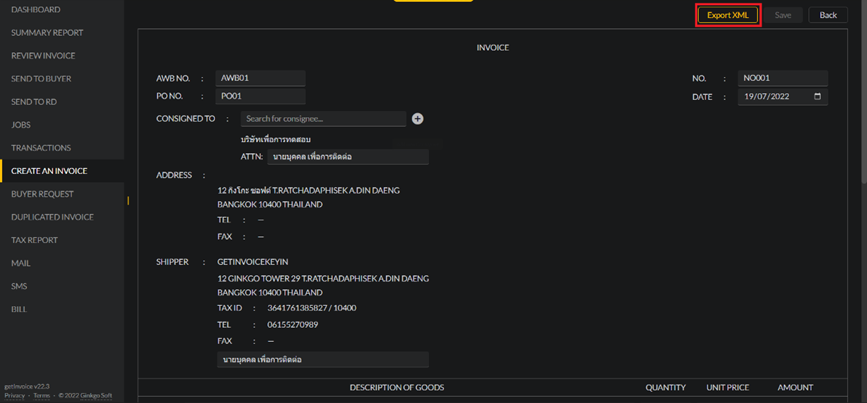 DASHBOARD
SUMMARY REPORT
REVIEW INVOICE
SEND TO BUYER
SEND TO RD
JOBS
TRANSACTIONS
CREATE AN INVOICE
BUYER REQUEST
DUPLICATED INVOICE
TAX REPORT
MAIL
SMS
BILL
getInvoice v22.3
Privacy - Terms - © 2022 Ginkgo Soft
Export XML Save Back
INVOICE
AWB NO. : AWB01 NO. : NO001
PO NO. : PO01 DATE : 19/07/2022
CONSIGNED TO : Search for consignee...
บริษัทเพื่อการทดสอบ
ATTN: นายบุคคล เพื่อการติดต่อ
ADDRESS :
12 กิงโกะ ซอฟต์ T.RATCHADAPHISEK A.DIN DAENG
BANGKOK 10400 THAILAND
TEL : —
FAX : —
SHIPPER : GETINVOICEKEYIN
12 GINKGO TOWER 29 T.RATCHADAPHISEK A.DIN DAENG
BANGKOK 10400 THAILAND
TAX ID : 3641761385827 / 10400
TEL : 06155270989
FAX : —
นายบุคคล เพื่อการติดต่อ
DESCRIPTION OF GOODS QUANTITY UNIT PRICE AMOUNT